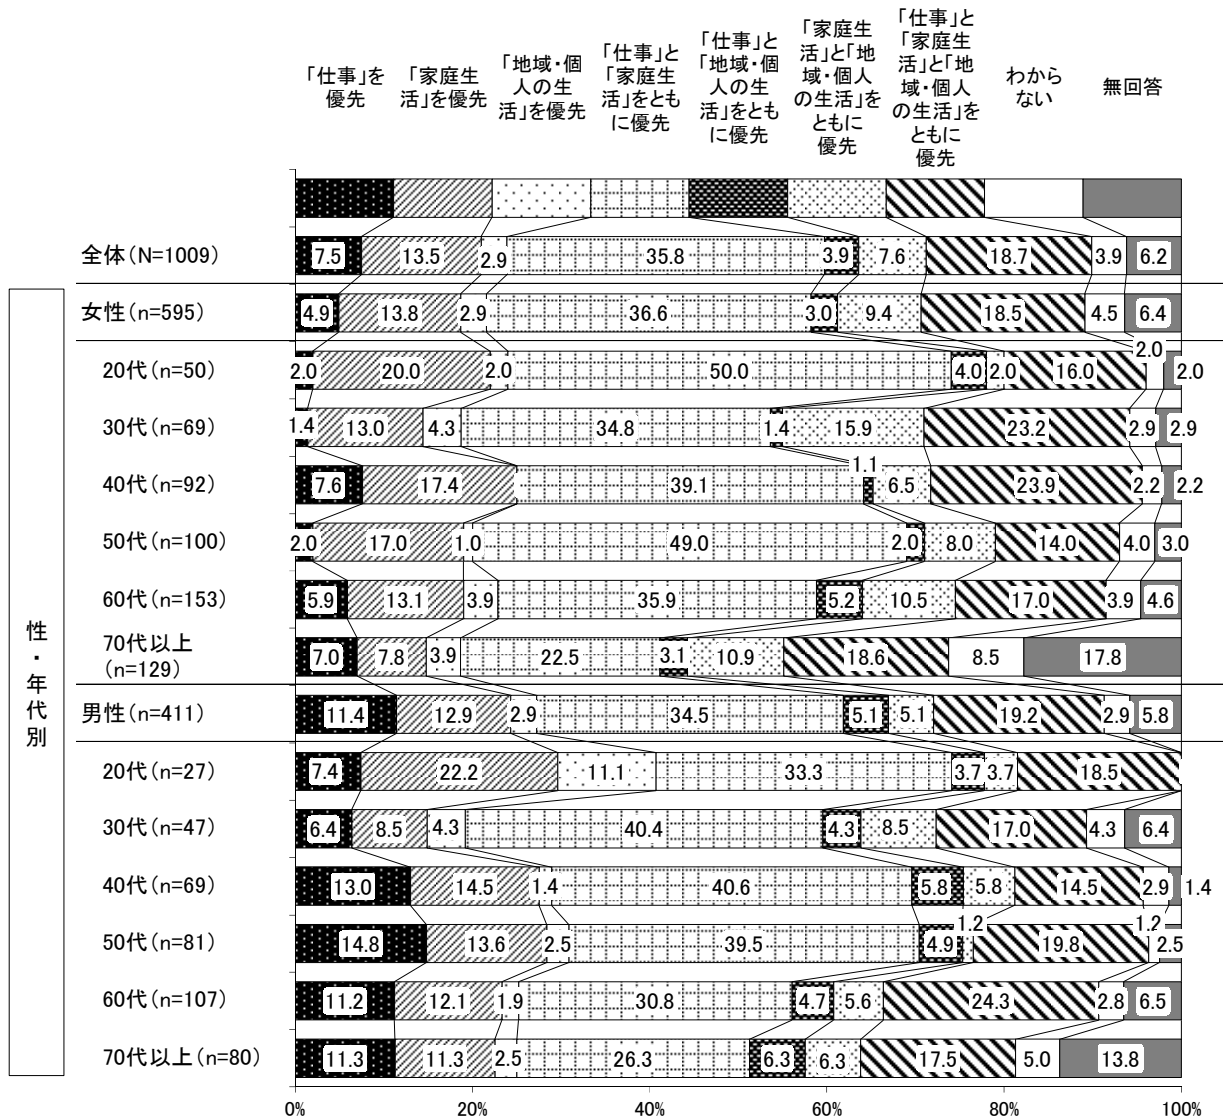 「仕事」を
優先
「家庭生
活」を優先
「地域・個
人の生
活」を優先
「仕事」と
「家庭生
活」をとも
に優先
「仕事」と
「地域・個
人の生
活」をとも
に優先
「家庭生
活」と「地
域・個人
の生活」を
ともに
優先
「仕事」と
「家庭生
活」と「地
域・個人
の生活」を
ともに
優先
わから
ない
無回答
全体(N=1009)
7.5 13.5 2.9 35.8 3.9 7.6 18.7 3.9 6.2
性・年代別
女性(n=595)
4.9 13.8 2.9 36.6 3.0 9.4 18.5 4.5 6.4
20代(n=50)
2.0 20.0 2.0 50.0 4.0 2.0 16.0 2.0 2.0
30代(n=69)
1.4 13.0 4.3 34.8 1.4 15.9 23.2 2.9 2.9
40代(n=92)
7.6 17.4 39.1 1.1 6.5 23.9 2.2 2.2
50代(n=100)
2.0 17.0 1.0 49.0 2.0 8.0 14.0 4.0 3.0
60代(n=153)
5.9 13.1 3.9 35.9 5.2 10.5 17.0 3.9 4.6
70代以上
(n=129)
7.0 7.8 3.9 22.5 3.1 10.9 18.6 8.5 17.8
男性(n=411)
11.4 12.9 2.9 34.5 5.1 5.1 19.2 2.9 5.8
20代(n=27)
7.4 22.2 11.1 33.3 3.7 3.7 18.5
30代(n=47)
6.4 8.5 4.3 40.4 4.3 8.5 17.0 4.3 6.4
40代(n=69)
13.0 14.5 1.4 40.6 5.8 5.8 14.5 2.9 1.4
50代(n=81)
14.8 13.6 2.5 39.5 4.9 1.2 19.8 1.2 2.5
60代(n=107)
11.2 12.1 1.9 30.8 4.7 5.6 24.3 2.8 6.5
70代以上(n=80)
11.3 11.3 2.5 26.3 6.3 6.3 17.5 5.0 13.8
0% 20% 40% 60% 80% 100%